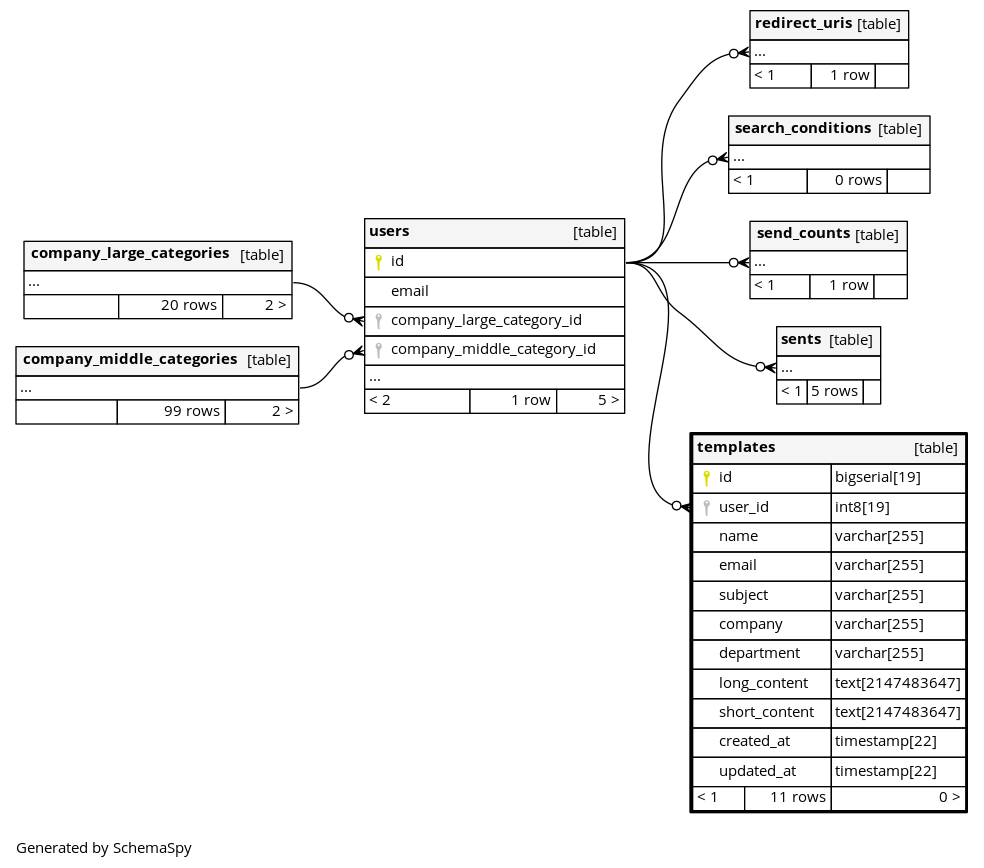 redirect_uris [table]
...
< 1 1 row
search_conditions [table]
...
< 1 0 rows
users [table]
id
email
company_large_category_id
company_middle_category_id
...
< 2 1 row 5 >
send_counts [table]
...
< 1 1 row
company_large_categories [table]
...
20 rows 2 >
company_middle_categories [table]
...
99 rows 2 >
sents [table]
...
< 1 5 rows
templates [table]
id bigserial[19]
user_id int8[19]
name varchar[255]
email varchar[255]
subject varchar[255]
company varchar[255]
department varchar[255]
long_content text[2147483647]
short_content text[2147483647]
created_at timestamp[22]
updated_at timestamp[22]
< 1 11 rows 0 >
Generated by SchemaSpy